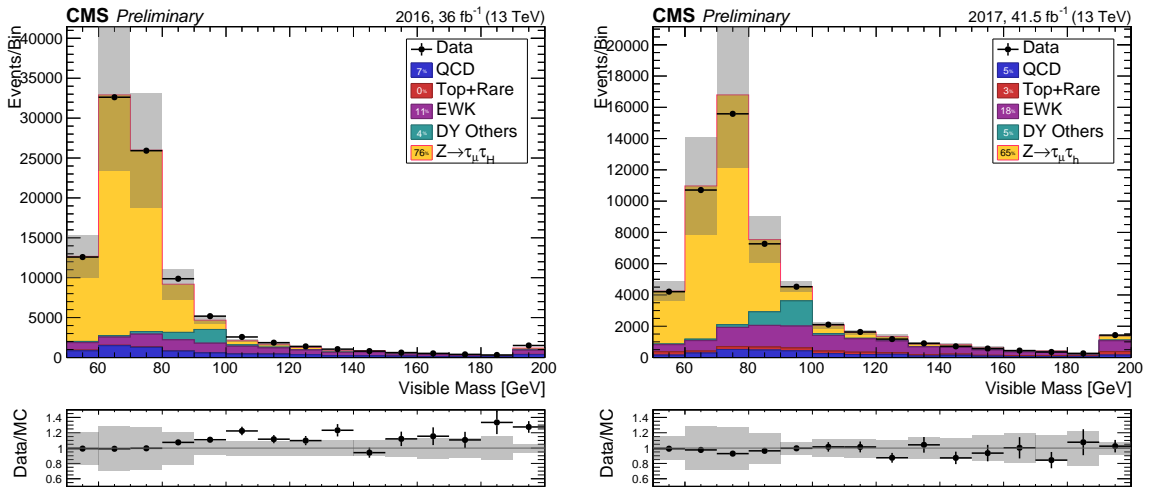 CMS Preliminary 2016, 36 fb⁻¹ (13 TeV)
Events/Bin
40000
35000
30000
25000
20000
15000
10000
5000
0
Data
7% QCD
0% Top+Rare
11% EWK
4% DY Others
76% Z→τμτH
60 80 100 120 140 160 180 200
Visible Mass [GeV]
Data/MC
1.4
1.2
1
0.8
0.6
CMS Preliminary 2017, 41.5 fb⁻¹ (13 TeV)
Events/Bin
20000
18000
16000
14000
12000
10000
8000
6000
4000
2000
0
Data
5% QCD
3% Top+Rare
18% EWK
5% DY Others
65% Z→τμτh
60 80 100 120 140 160 180 200
Visible Mass [GeV]
Data/MC
1.4
1.2
1
0.8
0.6